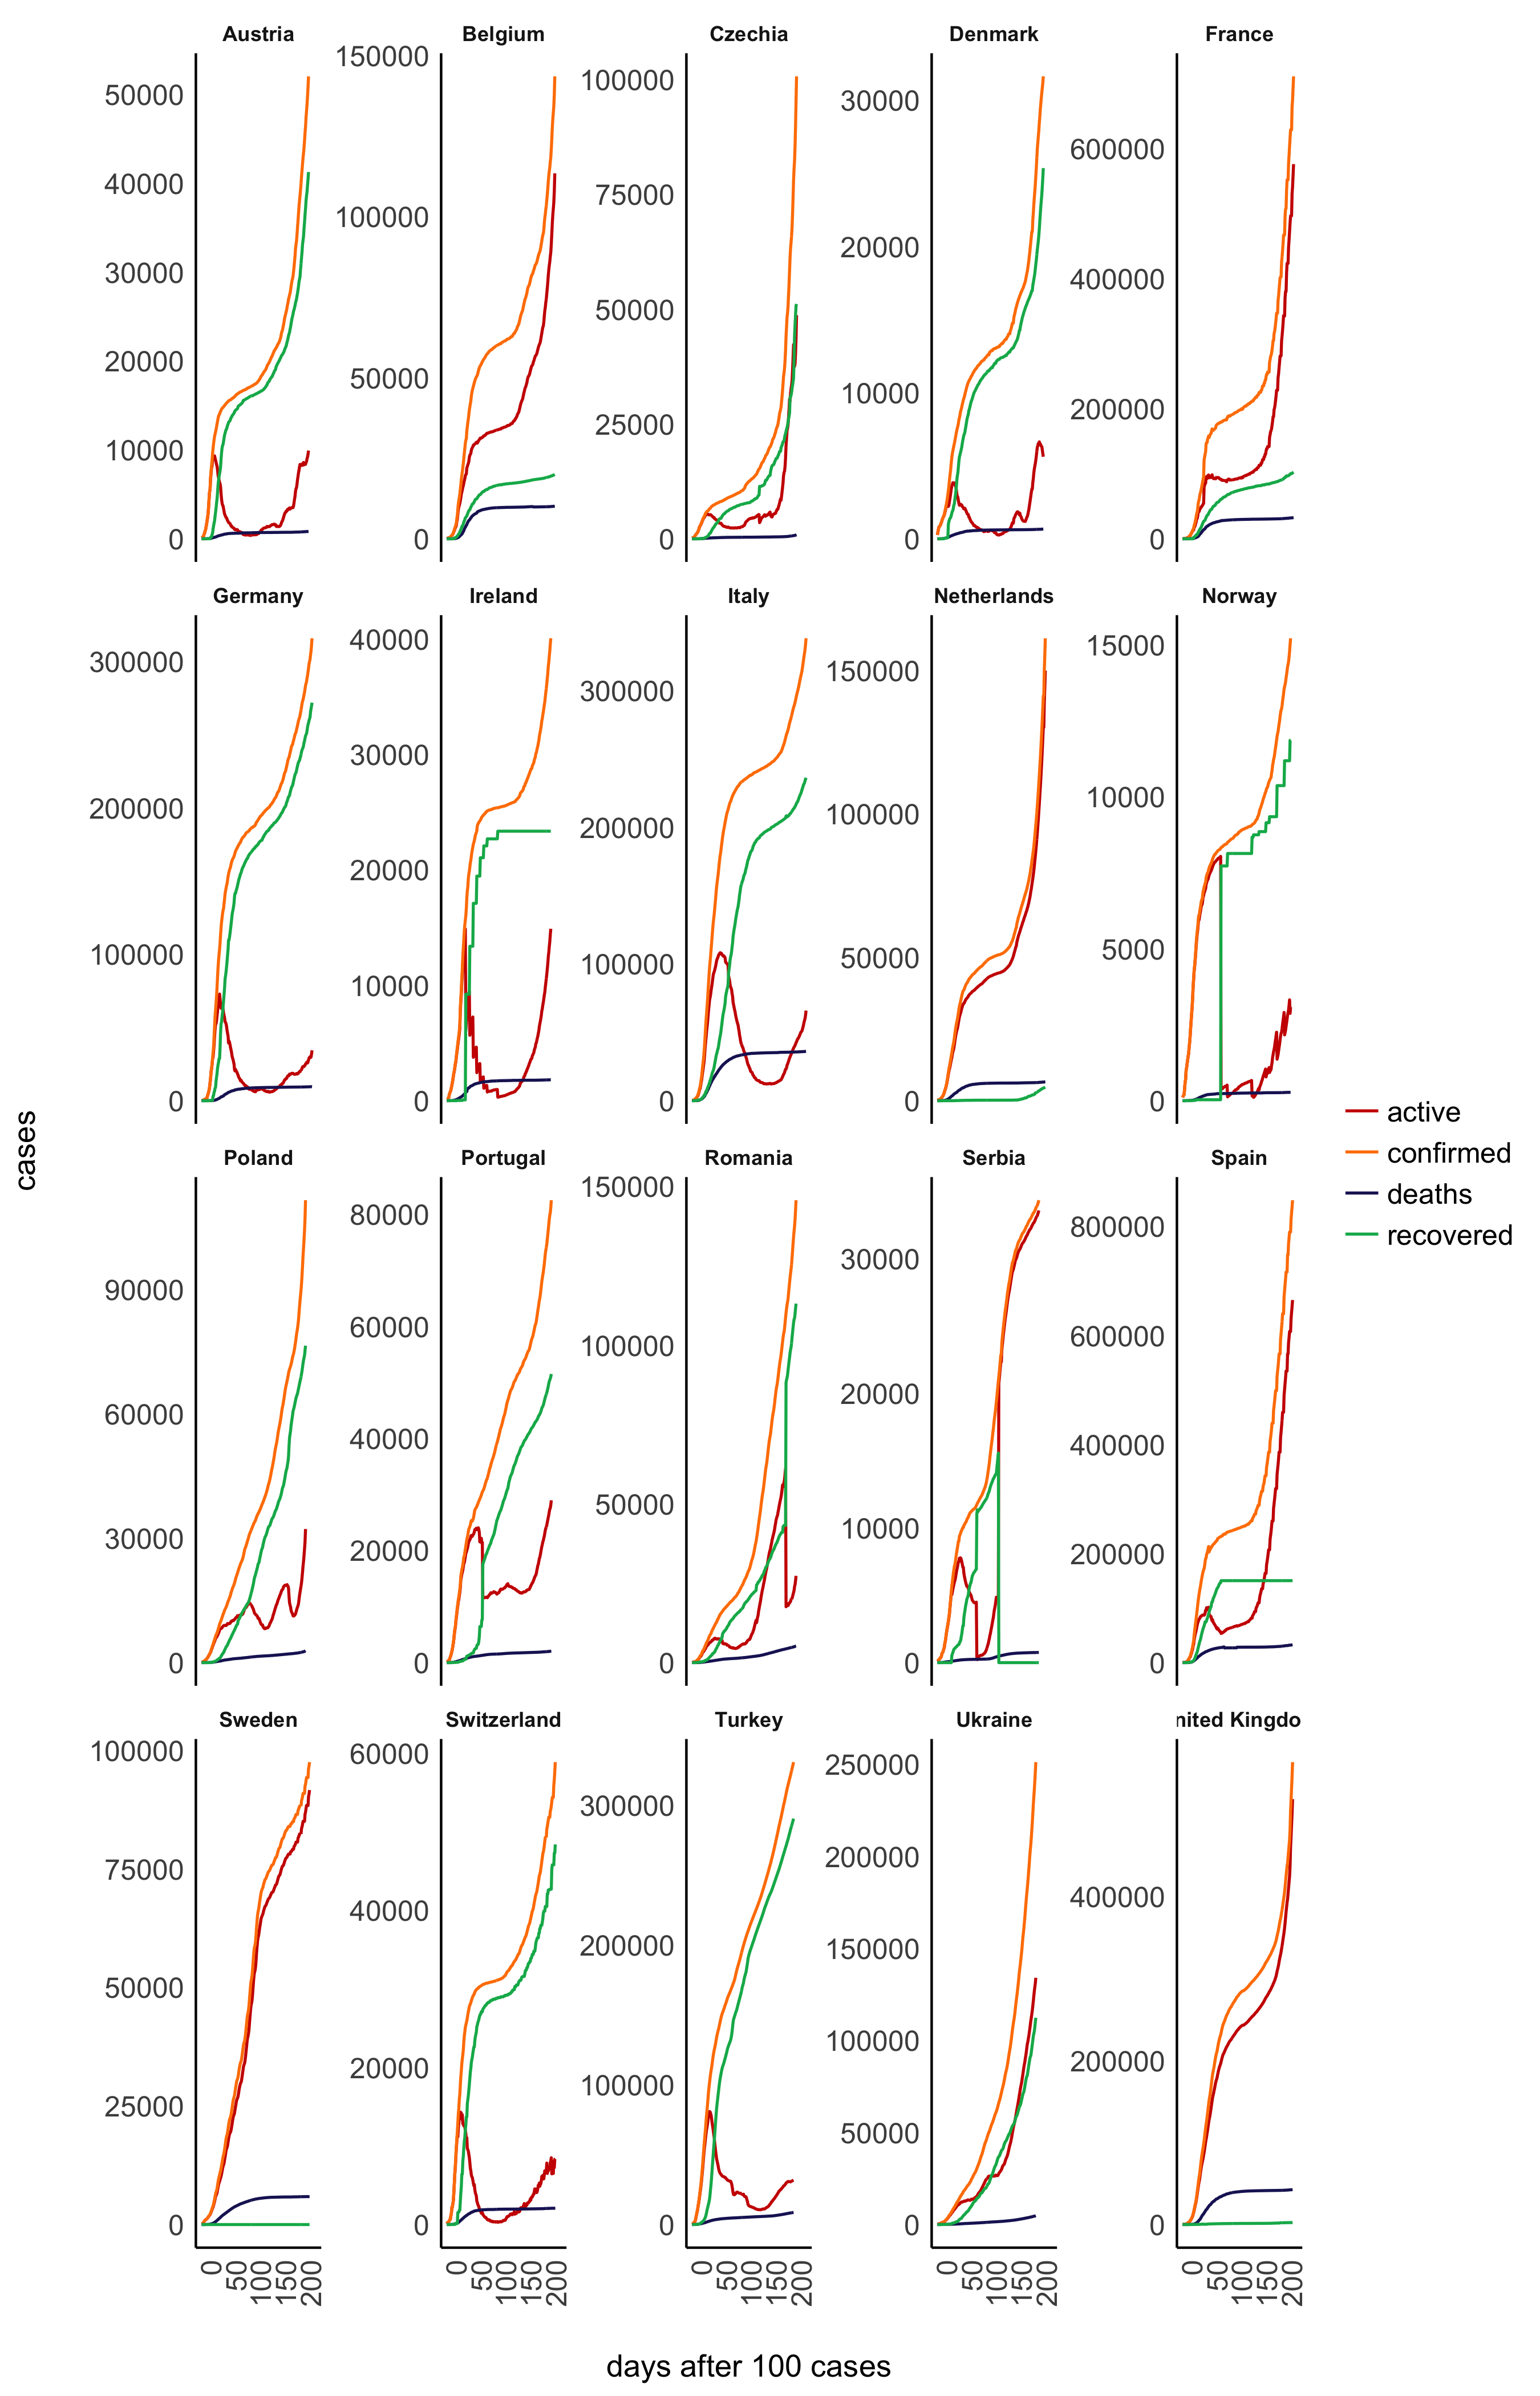 Austria Belgium Czechia Denmark France
50000 40000 30000 20000 10000 0
150000 100000 50000 0
100000 75000 50000 25000 0
30000 20000 10000 0
600000 400000 200000 0
Germany Ireland Italy Netherlands Norway
300000 200000 100000 0
40000 30000 20000 10000 0
300000 200000 100000 0
150000 100000 50000 0
15000 10000 5000 0
cases
active
confirmed
deaths
recovered
Poland Portugal Romania Serbia Spain
90000 60000 30000 0
80000 60000 40000 20000 0
150000 100000 50000 0
30000 20000 10000 0
800000 600000 400000 200000 0
Sweden Switzerland Turkey Ukraine nited Kingdo
100000 75000 50000 25000 0
60000 40000 20000 0
300000 200000 100000 0
250000 200000 150000 100000 50000 0
400000 200000 0
0 50 100 150 200
0 50 100 150 200
0 50 100 150 200
0 50 100 150 200
0 50 100 150 200
days after 100 cases